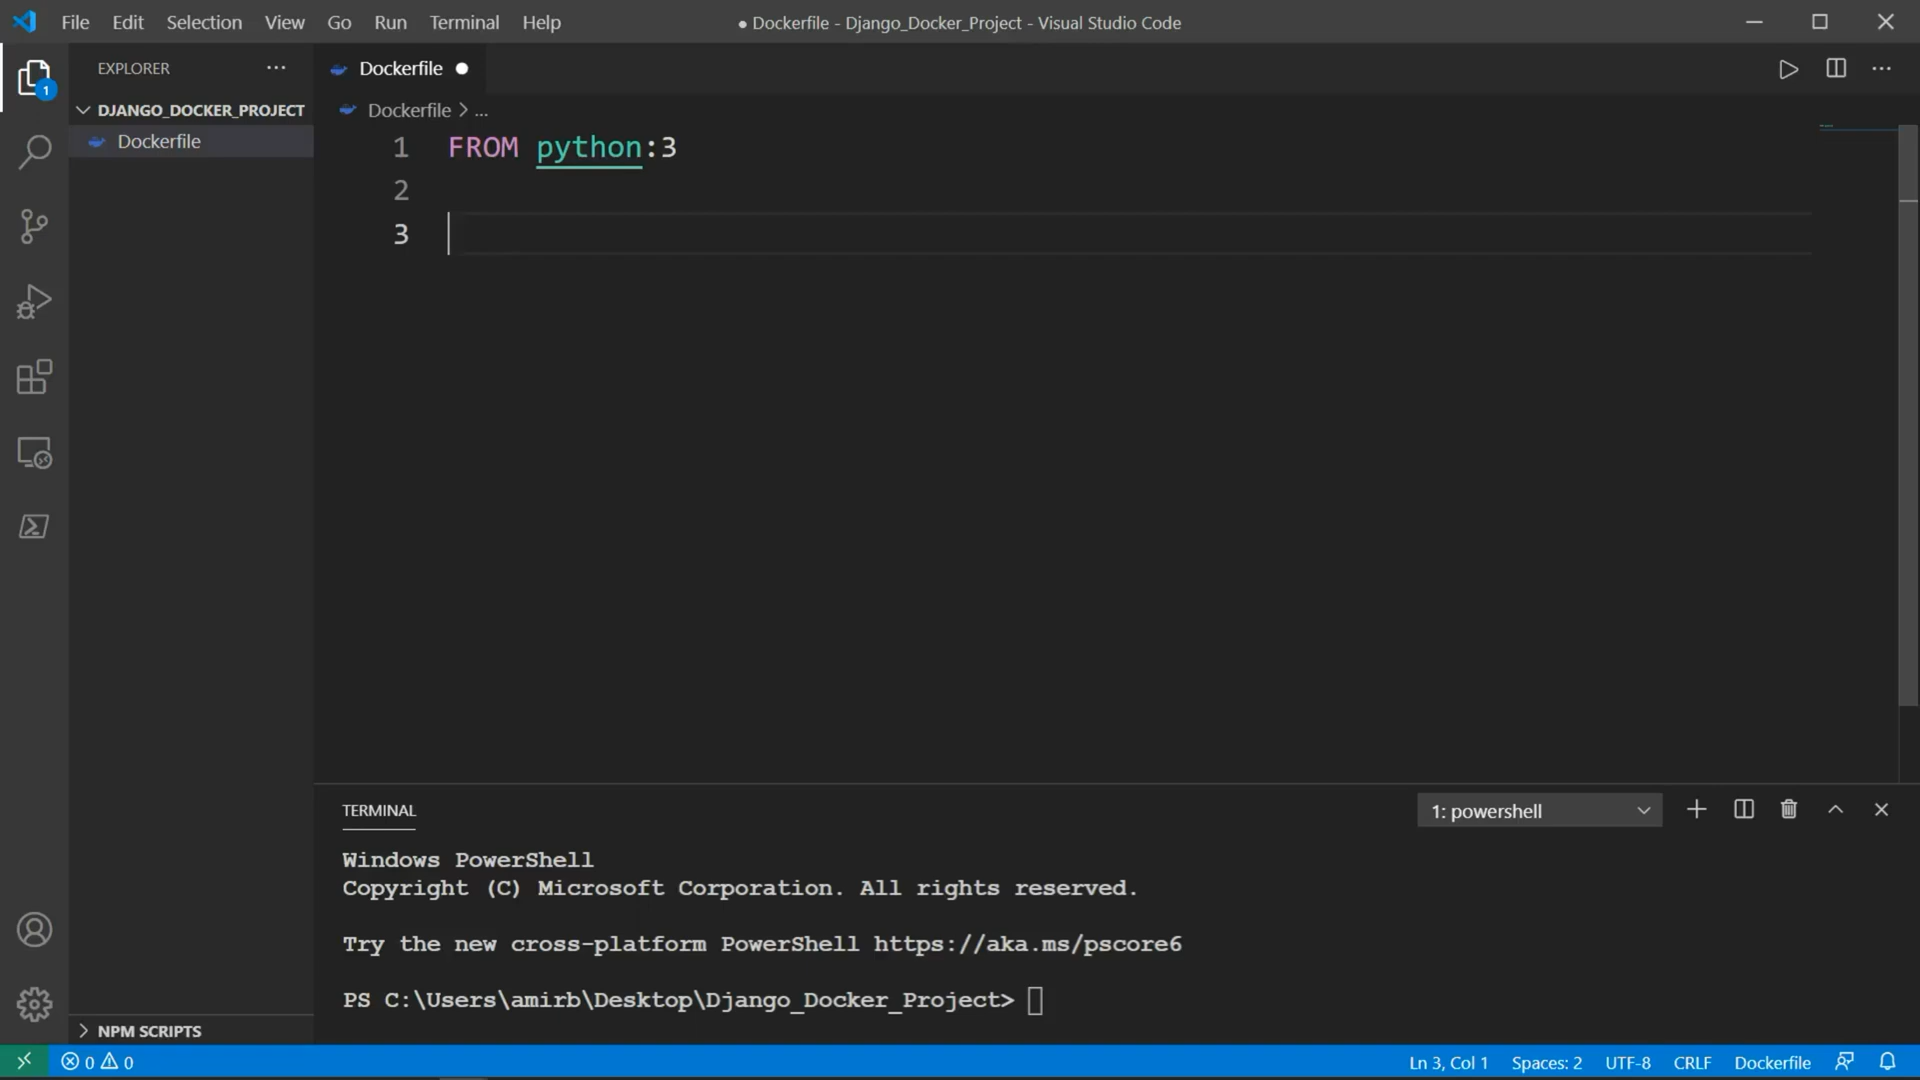 File Edit Selection View Go Run Terminal Help
● Dockerfile - Django_Docker_Project - Visual Studio Code
EXPLORER
1
DJANGO_DOCKER_PROJECT
Dockerfile
NPM SCRIPTS
Dockerfile
Dockerfile > ...
1 FROM python:3
2
3
TERMINAL
1: powershell
Windows PowerShell
Copyright (C) Microsoft Corporation. All rights reserved.
Try the new cross-platform PowerShell https://aka.ms/pscore6
PS C:\Users\amirb\Desktop\Django_Docker_Project>
0 0
Ln 3, Col 1 Spaces: 2 UTF-8 CRLF Dockerfile